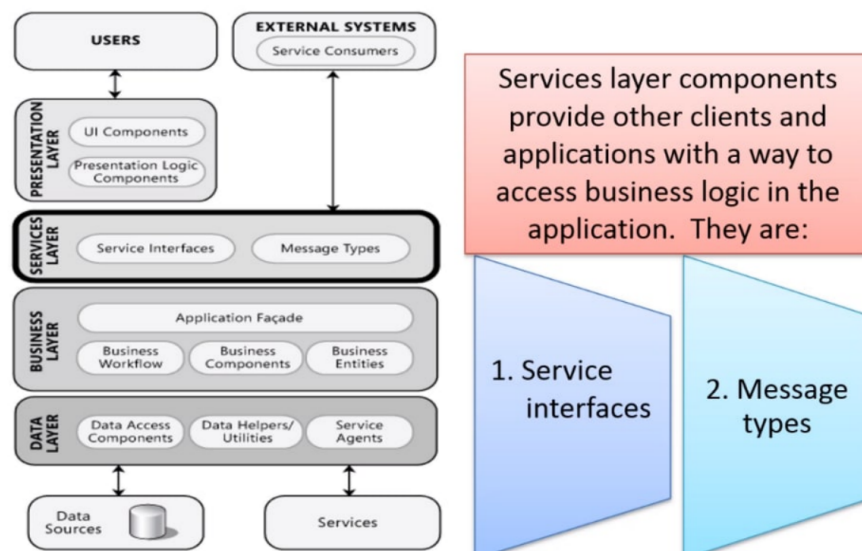 USERS
EXTERNAL SYSTEMS
Service Consumers
PRESENTATION
LAYER
UI Components
Presentation Logic
Components
SERVICES
LAYER
Service Interfaces
Message Types
BUSINESS
LAYER
Application Façade
Business
Workflow
Business
Components
Business
Entities
DATA
LAYER
Data Access
Components
Data Helpers/
Utilities
Service
Agents
Data
Sources
Services
Services layer components
provide other clients and
applications with a way to
access business logic in the
application. They are:
1. Service
interfaces
2. Message
types